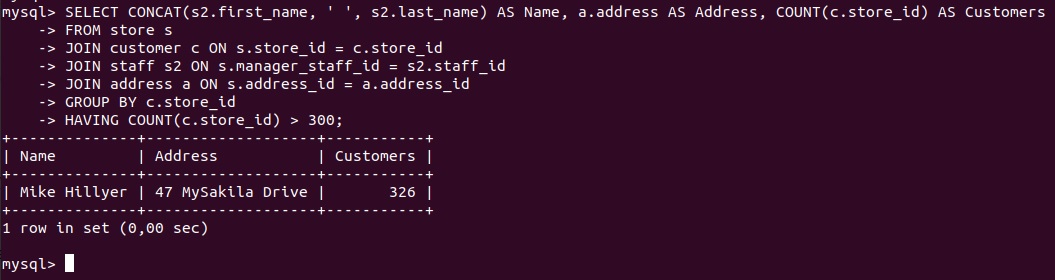 mysql> SELECT CONCAT(s2.first_name, ' ', s2.last_name) AS Name, a.address AS Address, COUNT(c.store_id) AS Customers
    -> FROM store s
    -> JOIN customer c ON s.store_id = c.store_id
    -> JOIN staff s2 ON s.manager_staff_id = s2.staff_id
    -> JOIN address a ON s.address_id = a.address_id
    -> GROUP BY c.store_id
    -> HAVING COUNT(c.store_id) > 300;
+--------------+-------------------+-----------+
| Name         | Address           | Customers |
+--------------+-------------------+-----------+
| Mike Hillyer | 47 MySakila Drive |       326 |
+--------------+-------------------+-----------+
1 row in set (0,00 sec)
mysql>